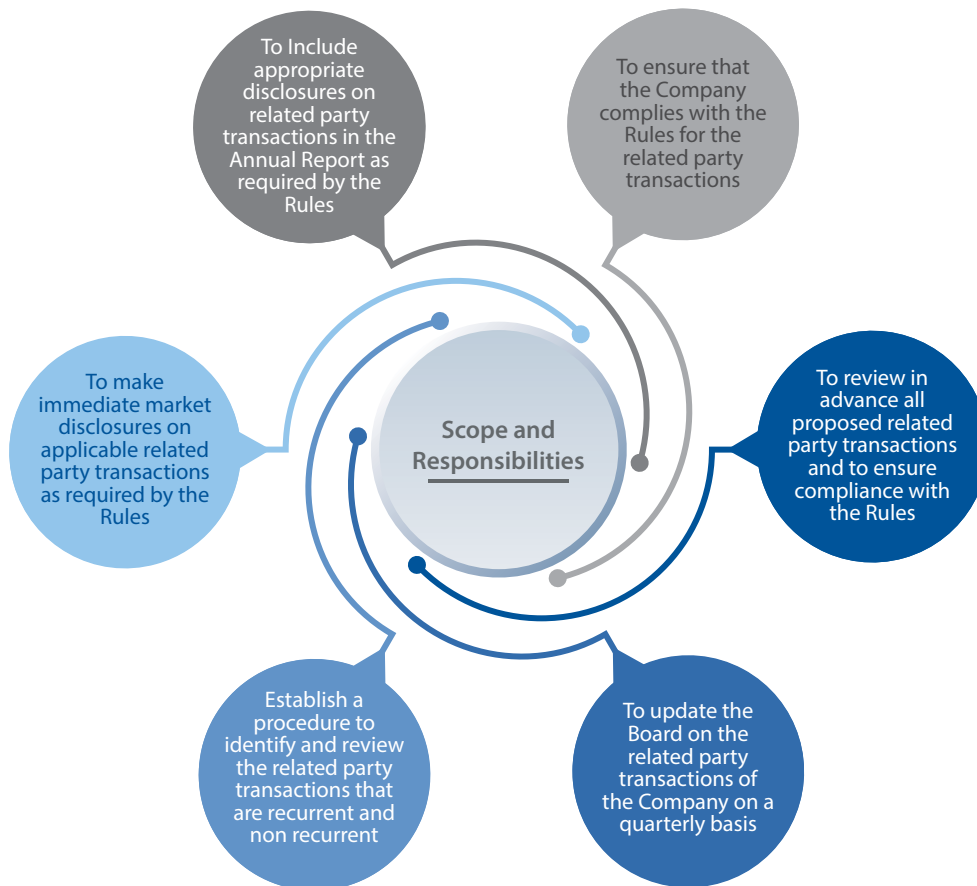 To Include
appropriate
disclosures on
related party
transactions in the
Annual Report as
required by the
Rules
To ensure that
the Company
complies with the
Rules for the
related party
transactions
To make
immediate market
disclosures on
applicable related
party transactions
as required by the
Rules
Scope and
Responsibilities
To review in
advance all
proposed related
party transactions
and to ensure
compliance with
the Rules
Establish a
procedure to
identify and review
the related party
transactions that
are recurrent and
non recurrent
To update the
Board on the
related party
transactions of
the Company on a
quarterly basis